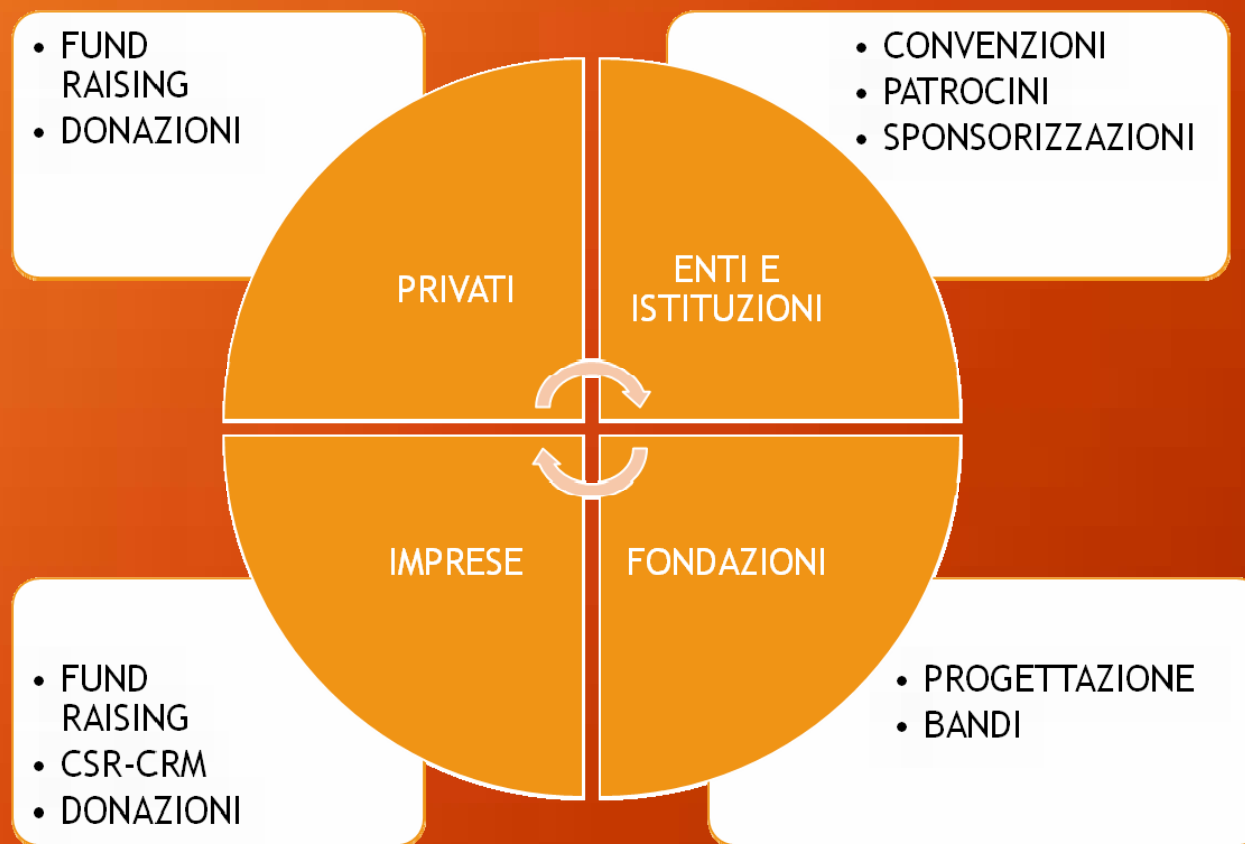 • FUND
RAISING
• DONAZIONI
• CONVENZIONI
• PATROCINI
• SPONSORIZZAZIONI
PRIVATI
ENTI E
ISTITUZIONI
IMPRESE
FONDAZIONI
• FUND
RAISING
• CSR-CRM
• DONAZIONI
• PROGETTAZIONE
• BANDI